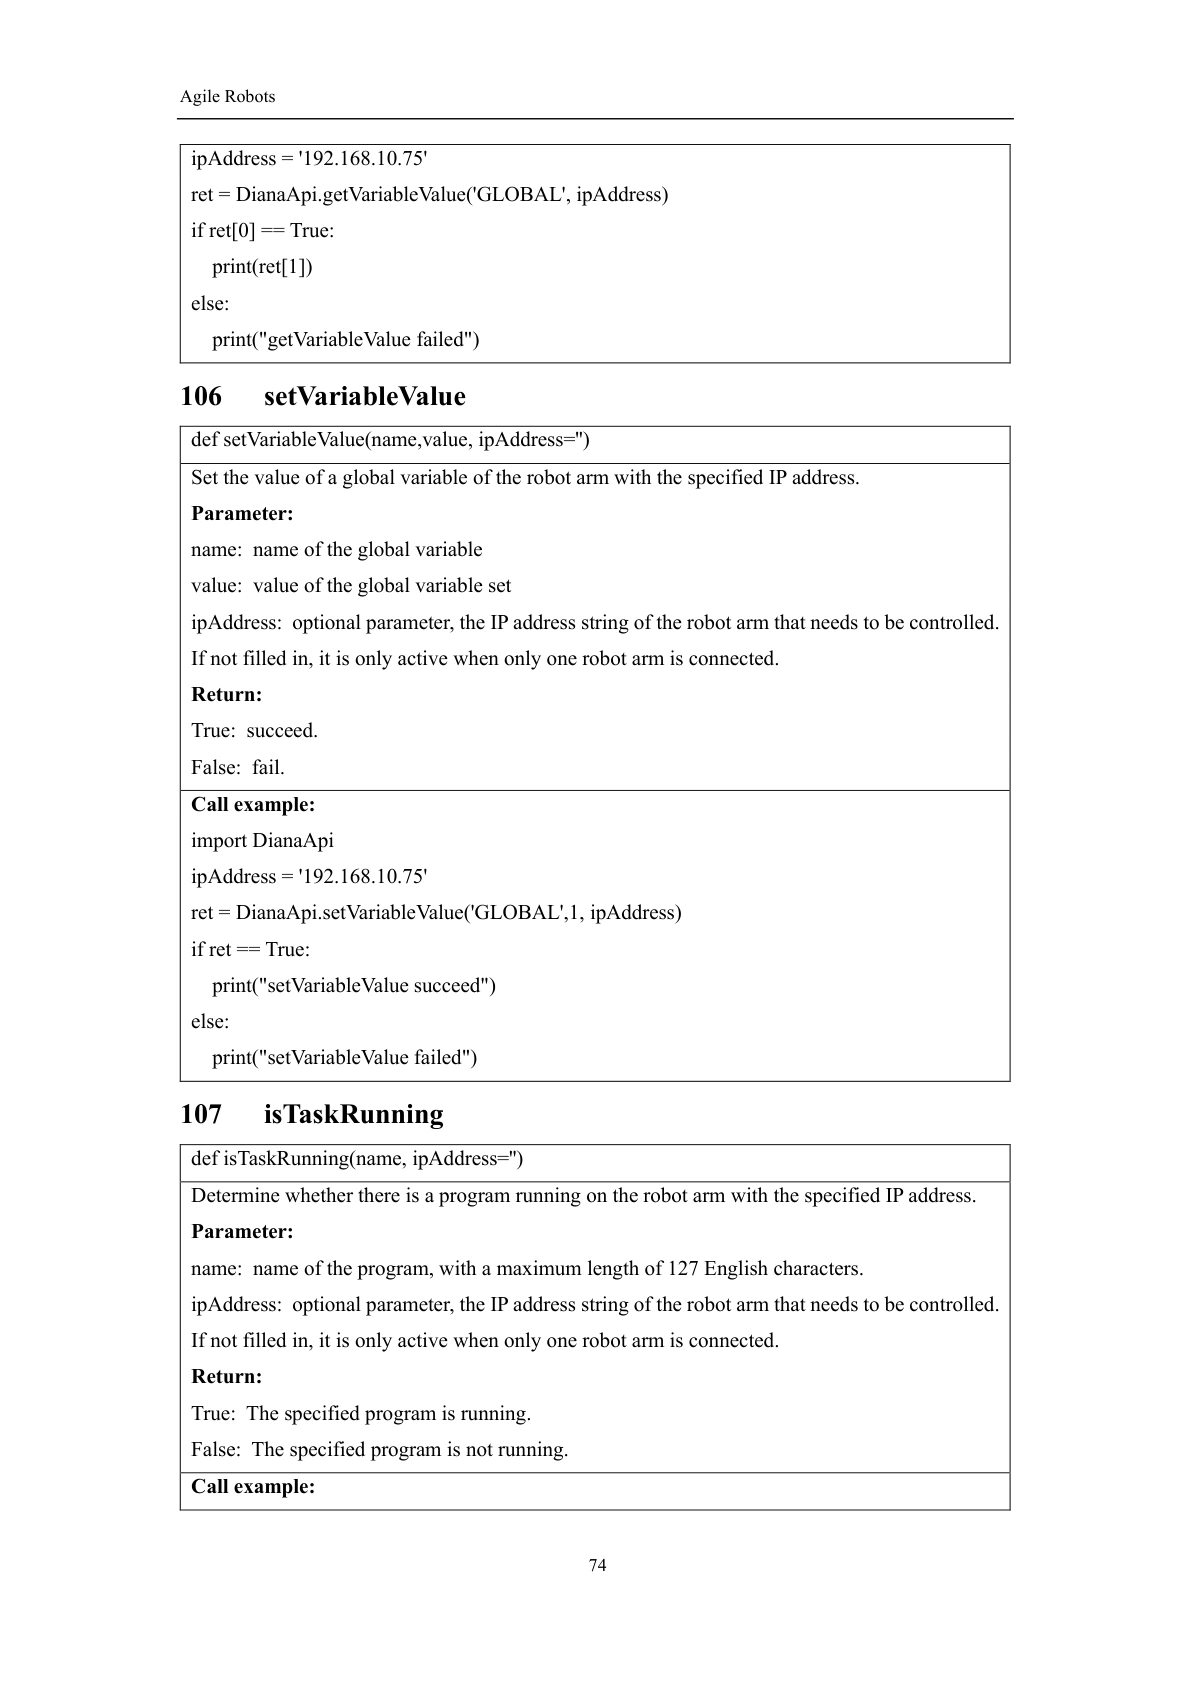 Agile Robots
ipAddress = '192.168.10.75'
ret = DianaApi.getVariableValue('GLOBAL', ipAddress)
if ret[0] == True:
    print(ret[1])
else:
    print("getVariableValue failed")
106 setVariableValue
def setVariableValue(name,value, ipAddress='')
Set the value of a global variable of the robot arm with the specified IP address.
Parameter:
name: name of the global variable
value: value of the global variable set
ipAddress: optional parameter, the IP address string of the robot arm that needs to be controlled.
If not filled in, it is only active when only one robot arm is connected.
Return:
True: succeed.
False: fail.
Call example:
import DianaApi
ipAddress = '192.168.10.75'
ret = DianaApi.setVariableValue('GLOBAL',1, ipAddress)
if ret == True:
    print("setVariableValue succeed")
else:
    print("setVariableValue failed")
107 isTaskRunning
def isTaskRunning(name, ipAddress='')
Determine whether there is a program running on the robot arm with the specified IP address.
Parameter:
name: name of the program, with a maximum length of 127 English characters.
ipAddress: optional parameter, the IP address string of the robot arm that needs to be controlled.
If not filled in, it is only active when only one robot arm is connected.
Return:
True: The specified program is running.
False: The specified program is not running.
Call example:
74